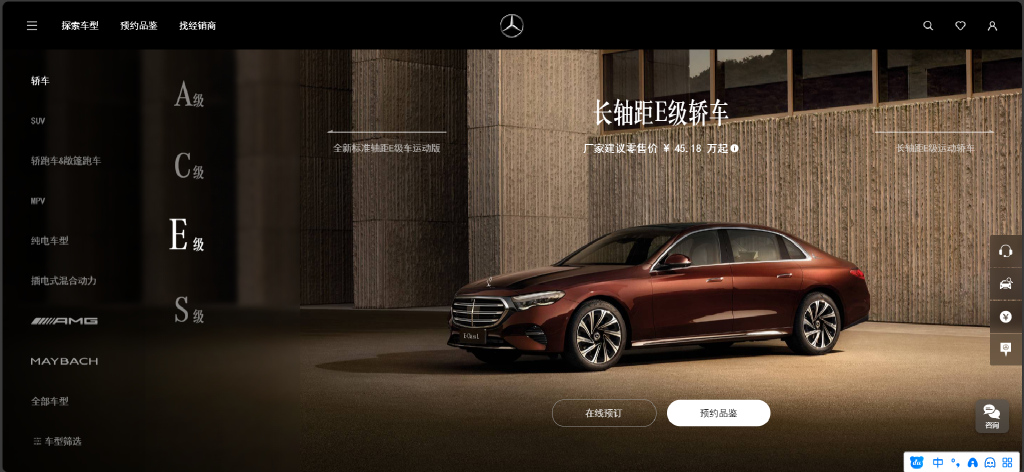 探索车型
预约品鉴
找经销商
轿车
SUV
轿跑车&敞篷跑车
MPV
纯电车型
插电式混合动力
AMG
MAYBACH
全部车型
车型筛选
A级
C级
E级
S级
长轴距E级轿车
厂家建议零售价 ¥ 45.18 万起
全新标准轴距E级车运动版
长轴距E级运动轿车
在线预订
预约品鉴
咨询
du
中